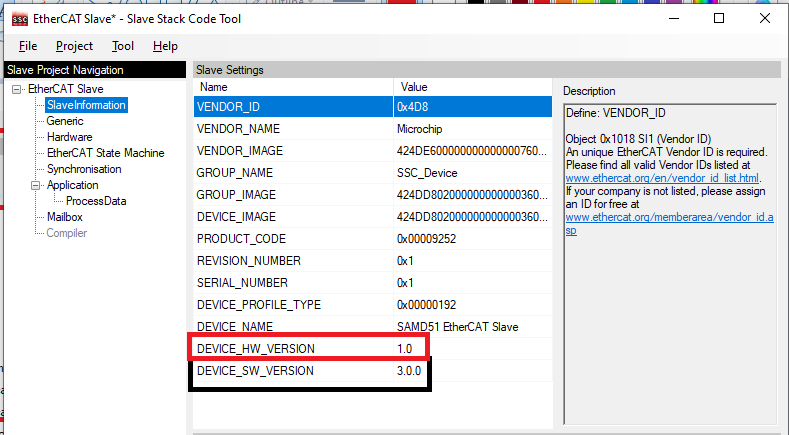 Outline
SSC
EtherCAT Slave* - Slave Stack Code Tool
File Project Tool Help
Slave Project Navigation
EtherCAT Slave
SlaveInformation
Generic
Hardware
EtherCAT State Machine
Synchronisation
Application
ProcessData
Mailbox
Compiler
Slave Settings
Name Value
VENDOR_ID 0x4D8
VENDOR_NAME Microchip
VENDOR_IMAGE 424DE600000000000000760...
GROUP_NAME SSC_Device
GROUP_IMAGE 424DD802000000000000360...
DEVICE_IMAGE 424DD802000000000000360...
PRODUCT_CODE 0x00009252
REVISION_NUMBER 0x1
SERIAL_NUMBER 0x1
DEVICE_PROFILE_TYPE 0x00000192
DEVICE_NAME SAMD51 EtherCAT Slave
DEVICE_HW_VERSION 1.0
DEVICE_SW_VERSION 3.0.0
Description
Define: VENDOR_ID
Object 0x1018 SI1 (Vendor ID)
An unique EtherCAT Vendor ID is required.
Please find all valid Vendor IDs listed at
www.ethercat.org/en/vendor_id_list.html.
If your company is not listed, please assign
an ID for free at
www.ethercat.org/memberarea/vendor_id.a
sp